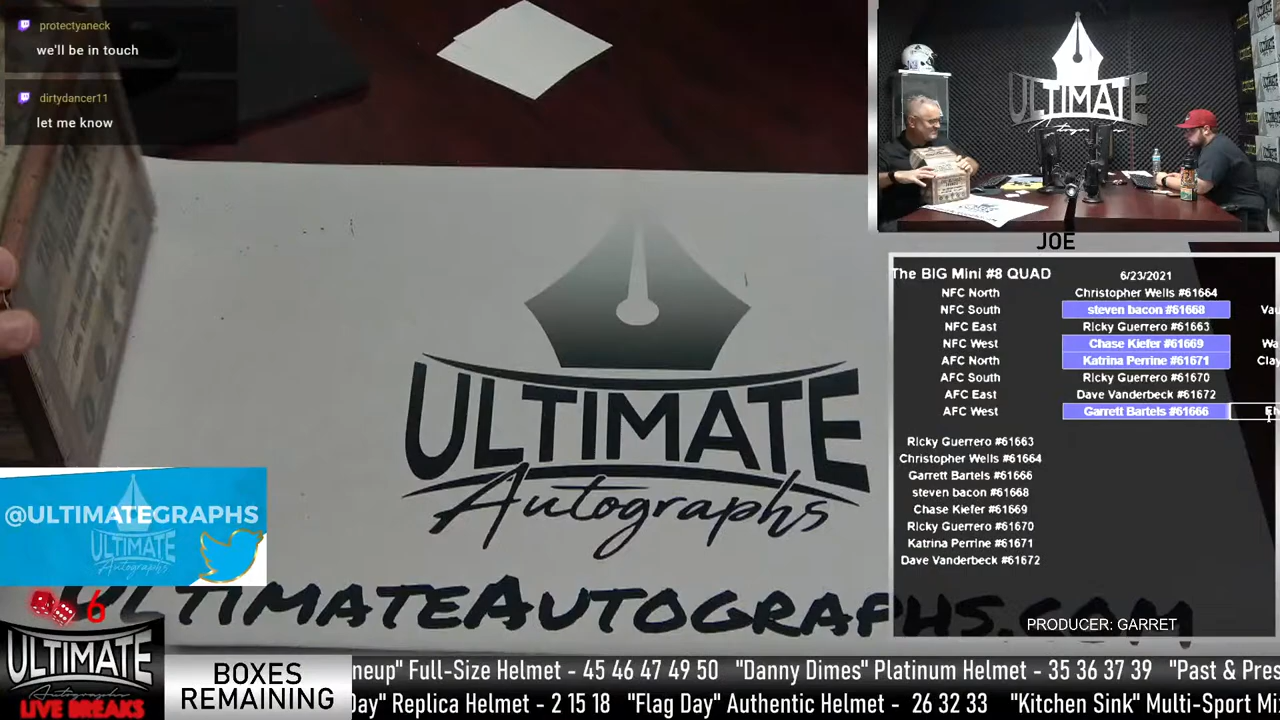 protectyaneck
we'll be in touch
dirtydancer11
let me know
ULTIMATE
Autographs
ULTIMATE
Autographs
ULTIMATEAUTOGRAPHS.COM
JOE
The BIG Mini #8 QUAD 6/23/2021
NFC North Christopher Wells #61664
NFC South steven bacon #61668 Vau
NFC East Ricky Guerrero #61663
NFC West Chase Kiefer #61669 Wa
AFC North Katrina Perrine #61671 Clay
AFC South Ricky Guerrero #61670
AFC East Dave Vanderbeck #61672
AFC West Garrett Bartels #61666
Ricky Guerrero #61663
Christopher Wells #61664
Garrett Bartels #61666
steven bacon #61668
Chase Kiefer #61669
Ricky Guerrero #61670
Katrina Perrine #61671
Dave Vanderbeck #61672
PRODUCER: GARRET
@ULTIMATEGRAPHS
ULTIMATE
Autographs
6
ULTIMATE
Autographs
LIVE BREAKS
BOXES
REMAINING
neup" Full-Size Helmet - 45 46 47 49 50 "Danny Dimes" Platinum Helmet - 35 36 37 39 "Past & Pres
Day" Replica Helmet - 2 15 18 "Flag Day" Authentic Helmet - 26 32 33 "Kitchen Sink" Multi-Sport Mi